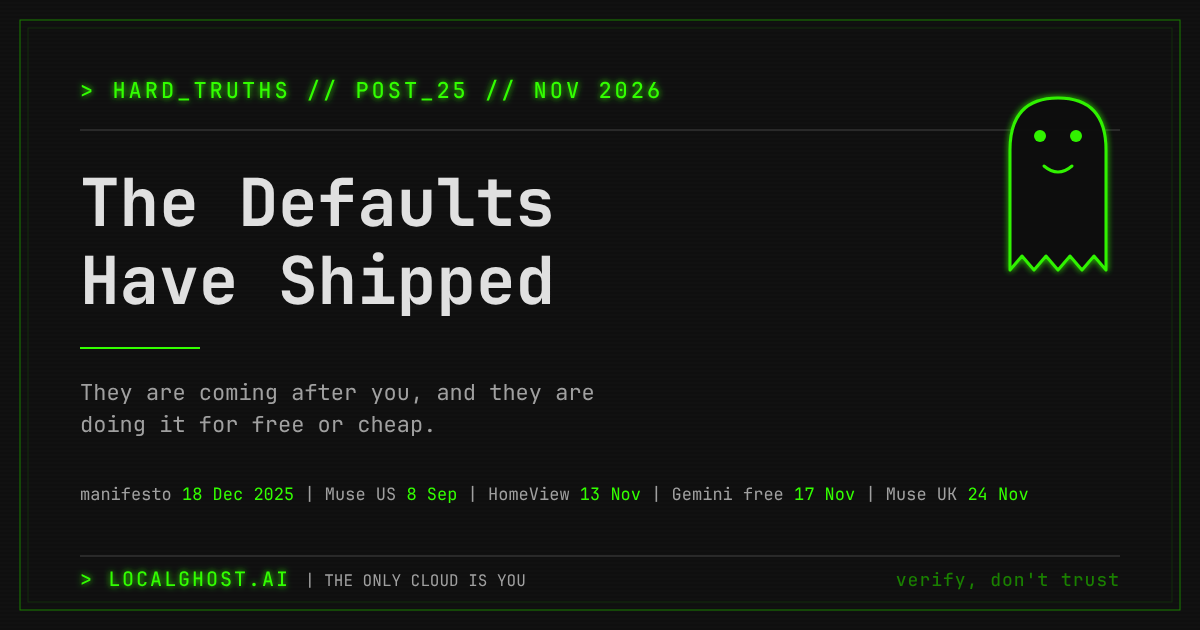 > HARD_TRUTHS // POST_25 // NOV 2026
The Defaults
Have Shipped
They are coming after you, and they are
doing it for free or cheap.
manifesto 18 Dec 2025 | Muse US 8 Sep | HomeView 13 Nov | Gemini free 17 Nov | Muse UK 24 Nov
> LOCALGHOST.AI | THE ONLY CLOUD IS YOU
verify, don't trust